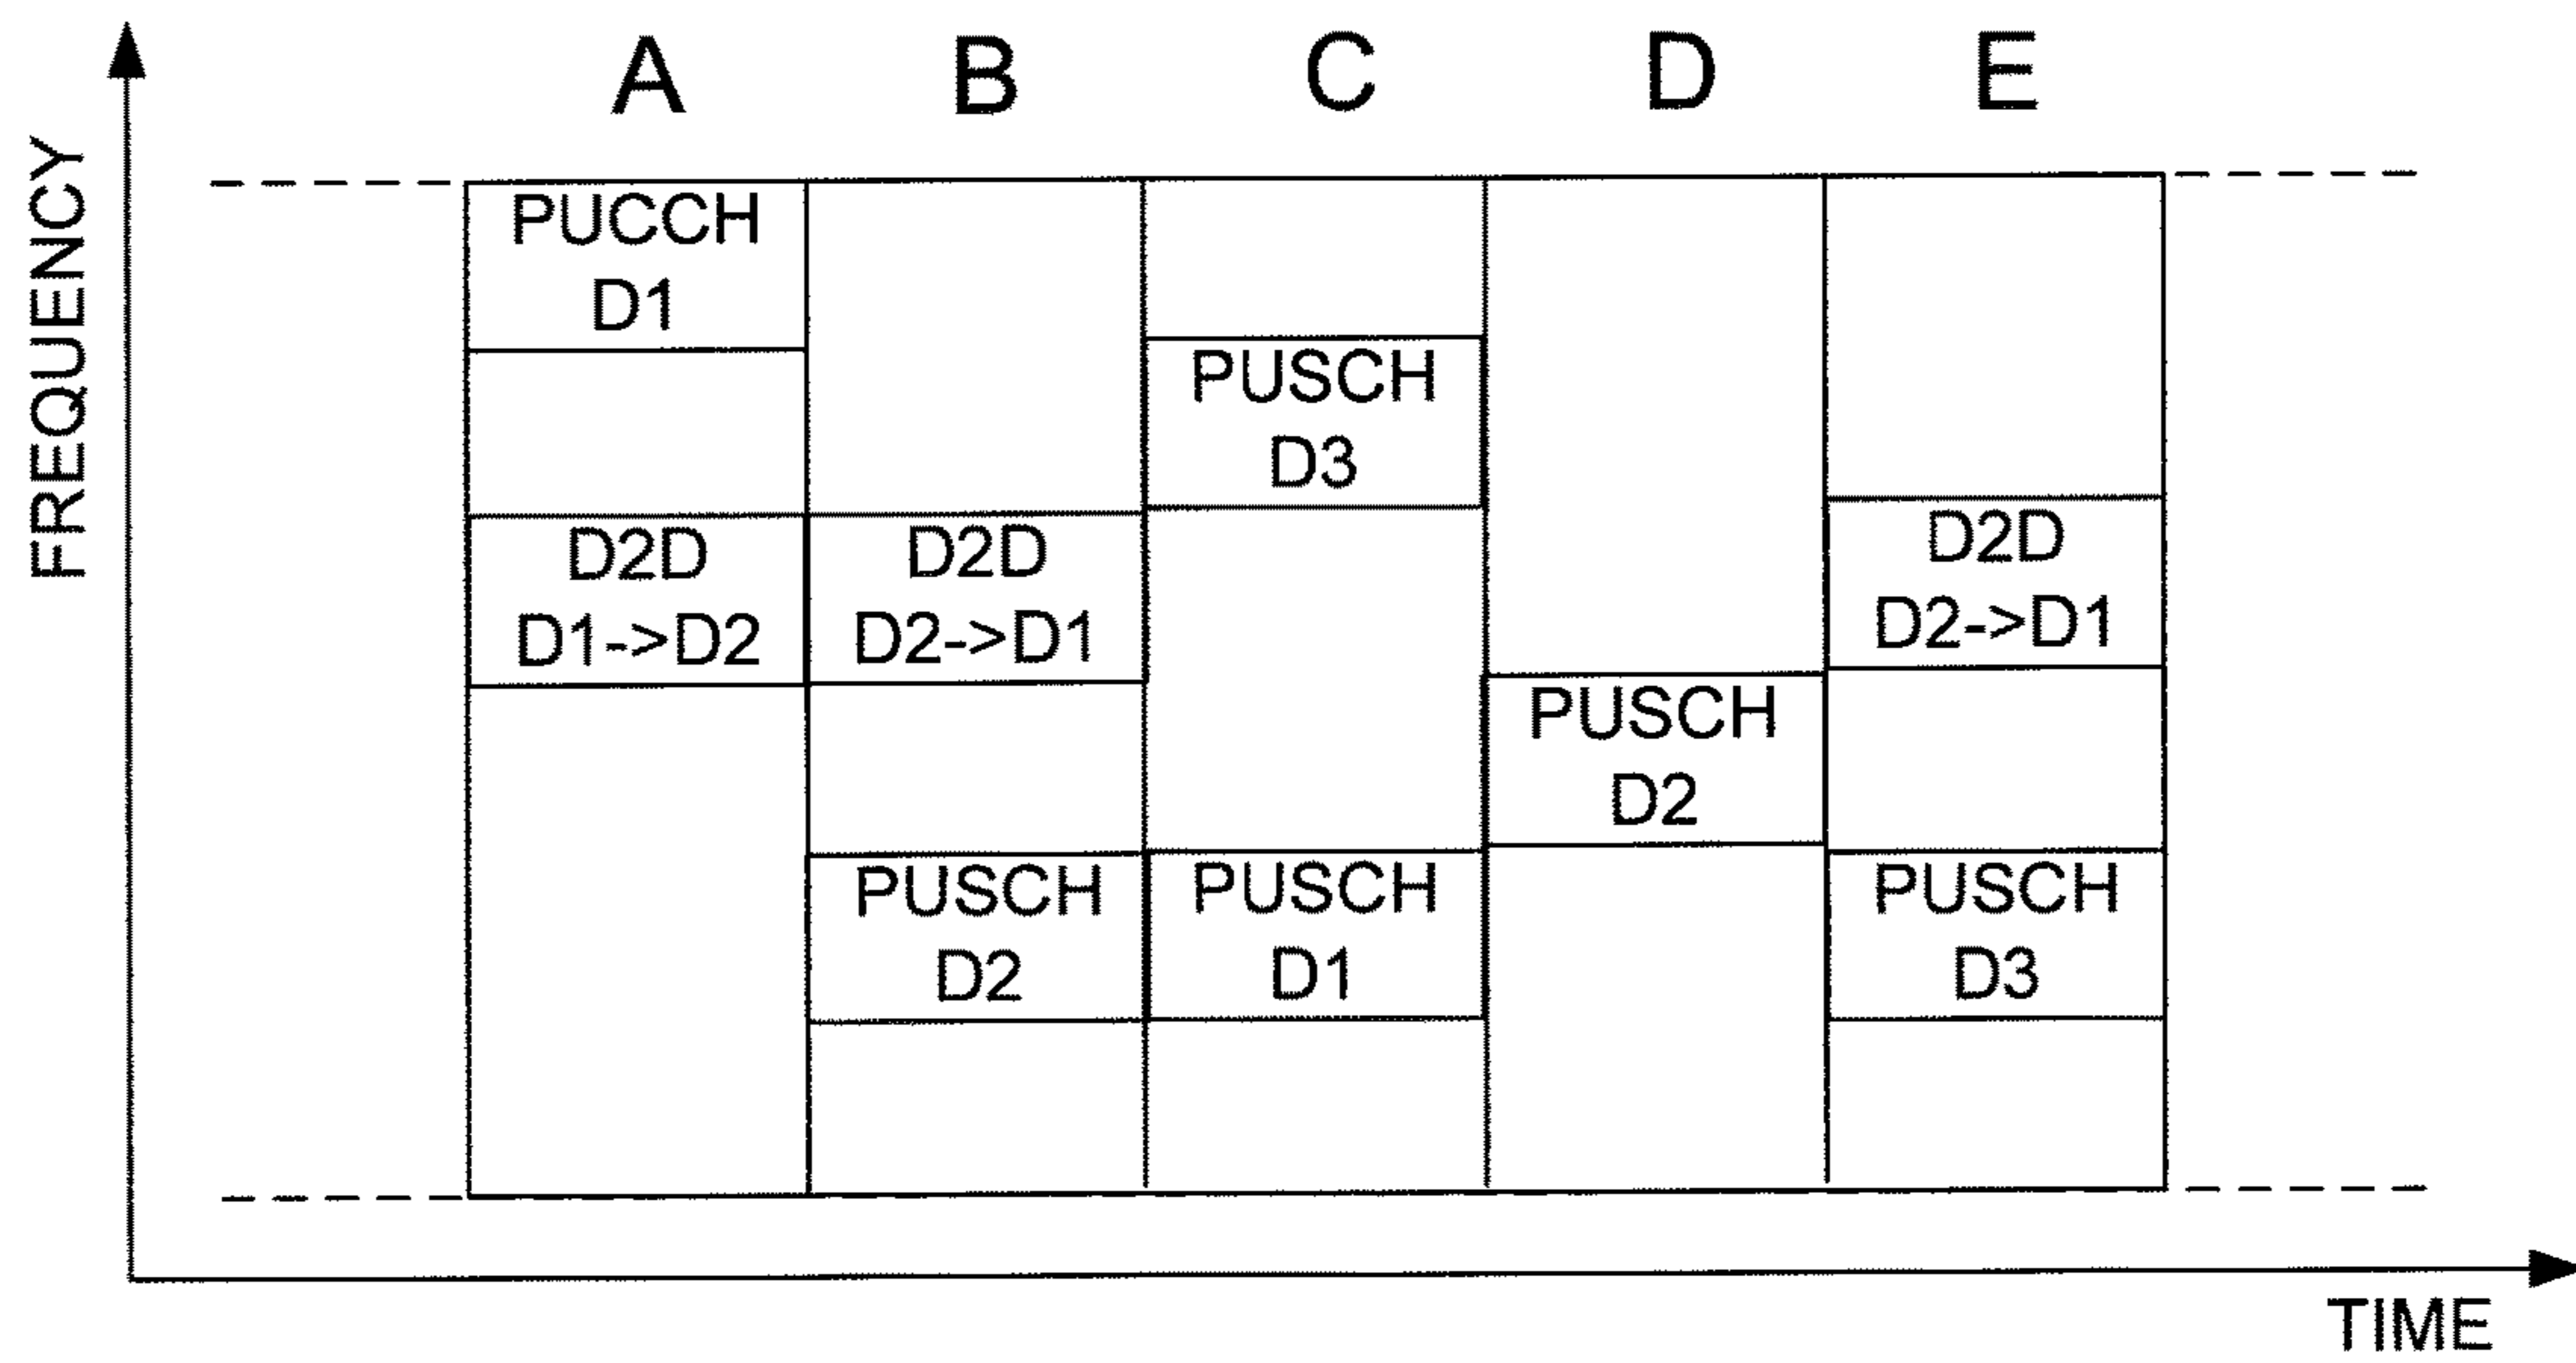 A B C D E
FREQUENCY
PUCCH
D1
D2D
D1->D2
D2D
D2->D1
PUSCH
D2
PUSCH
D3
PUSCH
D1
PUSCH
D2
D2D
D2->D1
PUSCH
D3
TIME